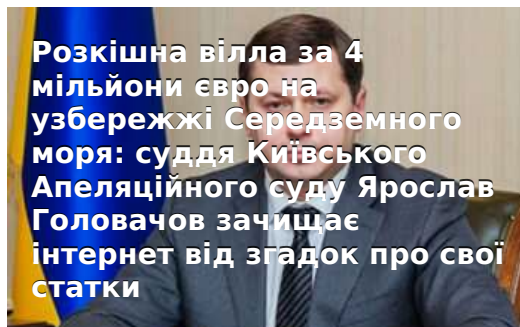 Розкішна вілла за 4
мільйони євро на
узбережжі Середземного
моря: суддя Київського
Апеляційного суду Ярослав
Головачов зачищає
інтернет від згадок про свої
статки